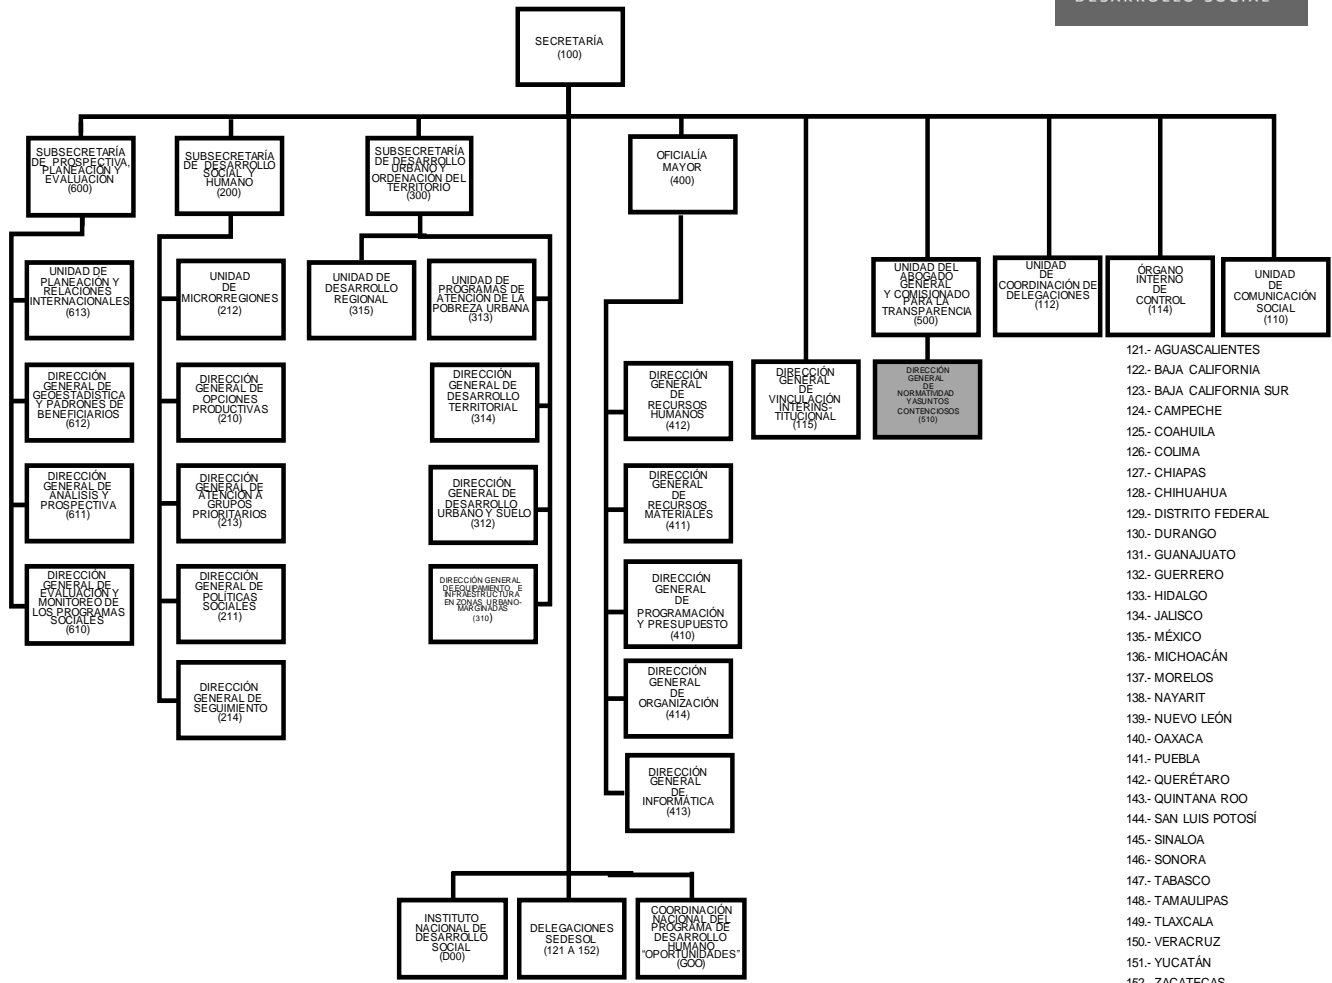 DESARROLLO SOCIAL
SECRETARÍA
(100)
SUBSECRETARÍA
DE PROSPECTIVA,
PLANEACIÓN Y
EVALUACIÓN
(600)
SUBSECRETARÍA
DE DESARROLLO
SOCIAL Y
HUMANO
(200)
SUBSECRETARÍA
DE DESARROLLO
URBANO Y
ORDENACIÓN DEL
TERRITORIO
(300)
OFICIALÍA
MAYOR
(400)
UNIDAD DE
PLANEACIÓN Y
RELACIONES
INTERNACIONALES
(613)
UNIDAD
DE
MICRORREGIONES
(212)
UNIDAD DE
DESARROLLO
REGIONAL
(315)
UNIDAD DE
PROGRAMAS DE
ATENCIÓN DE LA
POBREZA URBANA
(313)
UNIDAD DEL
ABOGADO
GENERAL
Y COMISIONADO
PARA LA
TRANSPARENCIA
(500)
UNIDAD
DE
COORDINACIÓN DE
DELEGACIONES
(112)
ÓRGANO
INTERNO
DE
CONTROL
(114)
UNIDAD
DE
COMUNICACIÓN
SOCIAL
(110)
DIRECCIÓN
GENERAL DE
GEOESTADÍSTICA
Y PADRONES DE
BENEFICIARIOS
(612)
DIRECCIÓN
GENERAL DE
OPCIONES
PRODUCTIVAS
(210)
DIRECCIÓN
GENERAL DE
DESARROLLO
TERRITORIAL
(314)
DIRECCIÓN
GENERAL
DE
RECURSOS
HUMANOS
(412)
DIRECCIÓN
GENERAL
DE
VINCULACIÓN
INTERINS-
TITUCIONAL
(115)
DIRECCIÓN
GENERAL
DE
NORMATIVIDAD
Y ASUNTOS
CONTENCIOSOS
(510)
DIRECCIÓN
GENERAL DE
ANÁLISIS Y
PROSPECTIVA
(611)
DIRECCIÓN
GENERAL DE
ATENCIÓN A
GRUPOS
PRIORITARIOS
(213)
DIRECCIÓN
GENERAL DE
DESARROLLO
URBANO Y SUELO
(312)
DIRECCIÓN
GENERAL
DE
RECURSOS
MATERIALES
(411)
DIRECCIÓN
GENERAL DE
EVALUACIÓN Y
MONITOREO DE
LOS PROGRAMAS
SOCIALES
(610)
DIRECCIÓN
GENERAL DE
POLÍTICAS
SOCIALES
(211)
DIRECCIÓN GENERAL
DE EQUIPAMIENTO E
INFRAESTRUCTURA
EN ZONAS URBANO-
MARGINADAS
(310)
DIRECCIÓN
GENERAL
DE
PROGRAMACIÓN
Y PRESUPUESTO
(410)
DIRECCIÓN
GENERAL DE
SEGUIMIENTO
(214)
DIRECCIÓN
GENERAL
DE
ORGANIZACIÓN
(414)
DIRECCIÓN
GENERAL
DE
INFORMÁTICA
(413)
INSTITUTO
NACIONAL DE
DESARROLLO
SOCIAL
(D00)
DELEGACIONES
SEDESOL
(121 A 152)
COORDINACIÓN
NACIONAL DEL
PROGRAMA DE
DESARROLLO
HUMANO
"OPORTUNIDADES"
(GOO)
121.- AGUASCALIENTES
122.- BAJA CALIFORNIA
123.- BAJA CALIFORNIA SUR
124.- CAMPECHE
125.- COAHUILA
126.- COLIMA
127.- CHIAPAS
128.- CHIHUAHUA
129.- DISTRITO FEDERAL
130.- DURANGO
131.- GUANAJUATO
132.- GUERRERO
133.- HIDALGO
134.- JALISCO
135.- MÉXICO
136.- MICHOACÁN
137.- MORELOS
138.- NAYARIT
139.- NUEVO LEÓN
140.- OAXACA
141.- PUEBLA
142.- QUERÉTARO
143.- QUINTANA ROO
144.- SAN LUIS POTOSÍ
145.- SINALOA
146.- SONORA
147.- TABASCO
148.- TAMAULIPAS
149.- TLAXCALA
150.- VERACRUZ
151.- YUCATÁN
152.- ZACATECAS